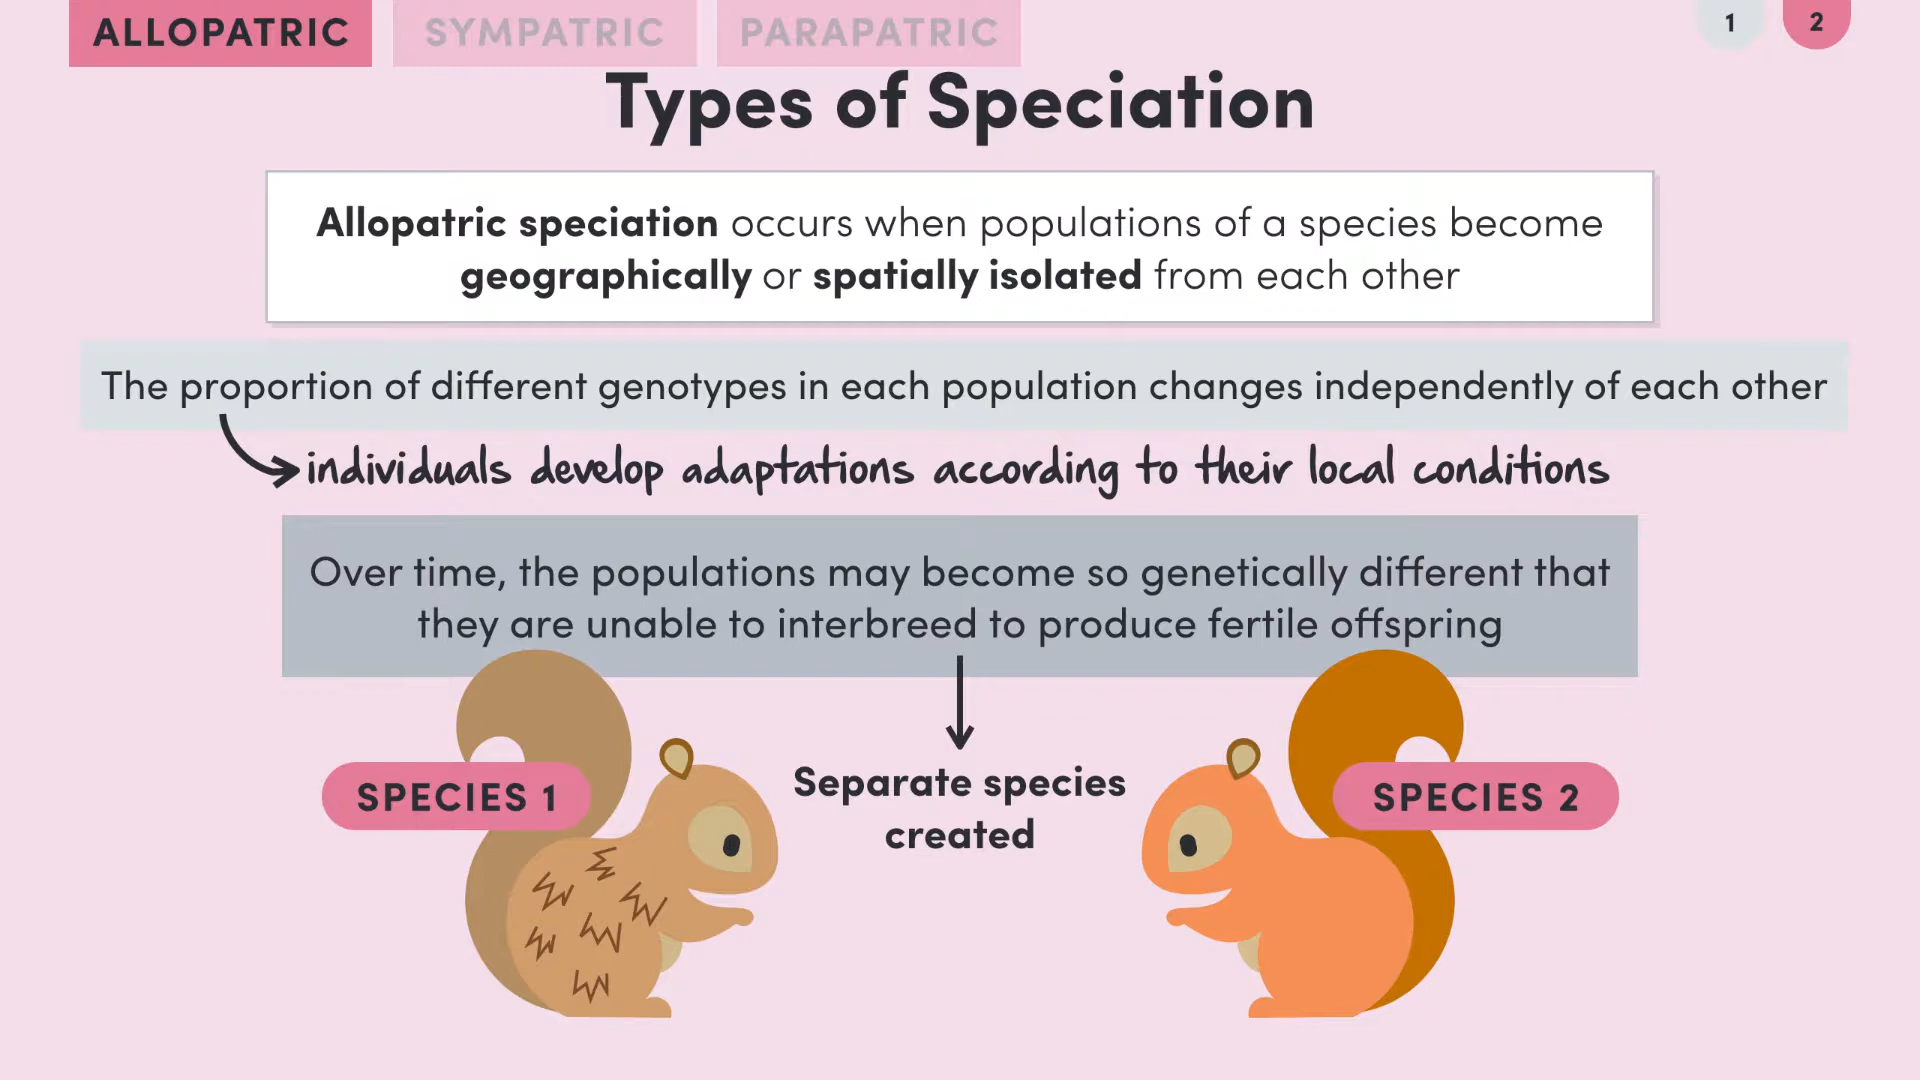 ALLOPATRIC SYMPATRIC PARAPATRIC 1 2
Types of Speciation
Allopatric speciation occurs when populations of a species become
geographically or spatially isolated from each other
The proportion of different genotypes in each population changes independently of each other
individuals develop adaptations according to their local conditions
Over time, the populations may become so genetically different that
they are unable to interbreed to produce fertile offspring
SPECIES 1
Separate species
created
SPECIES 2